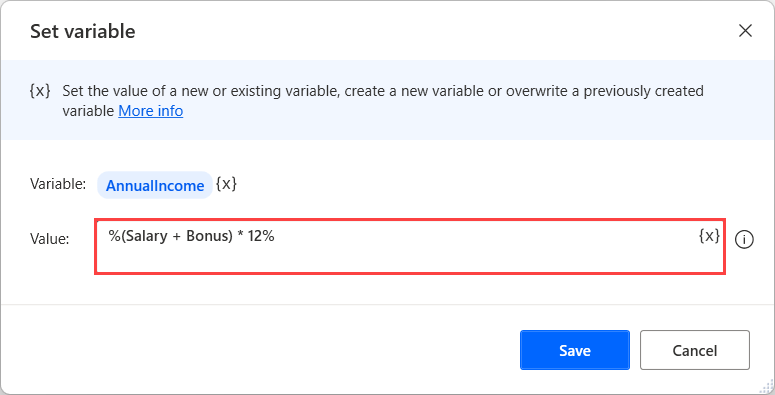 Set variable
{x} Set the value of a new or existing variable, create a new variable or overwrite a previously created
variable More info
Variable: AnnualIncome {x}
Value: %(Salary + Bonus) * 12% {x}
Save Cancel